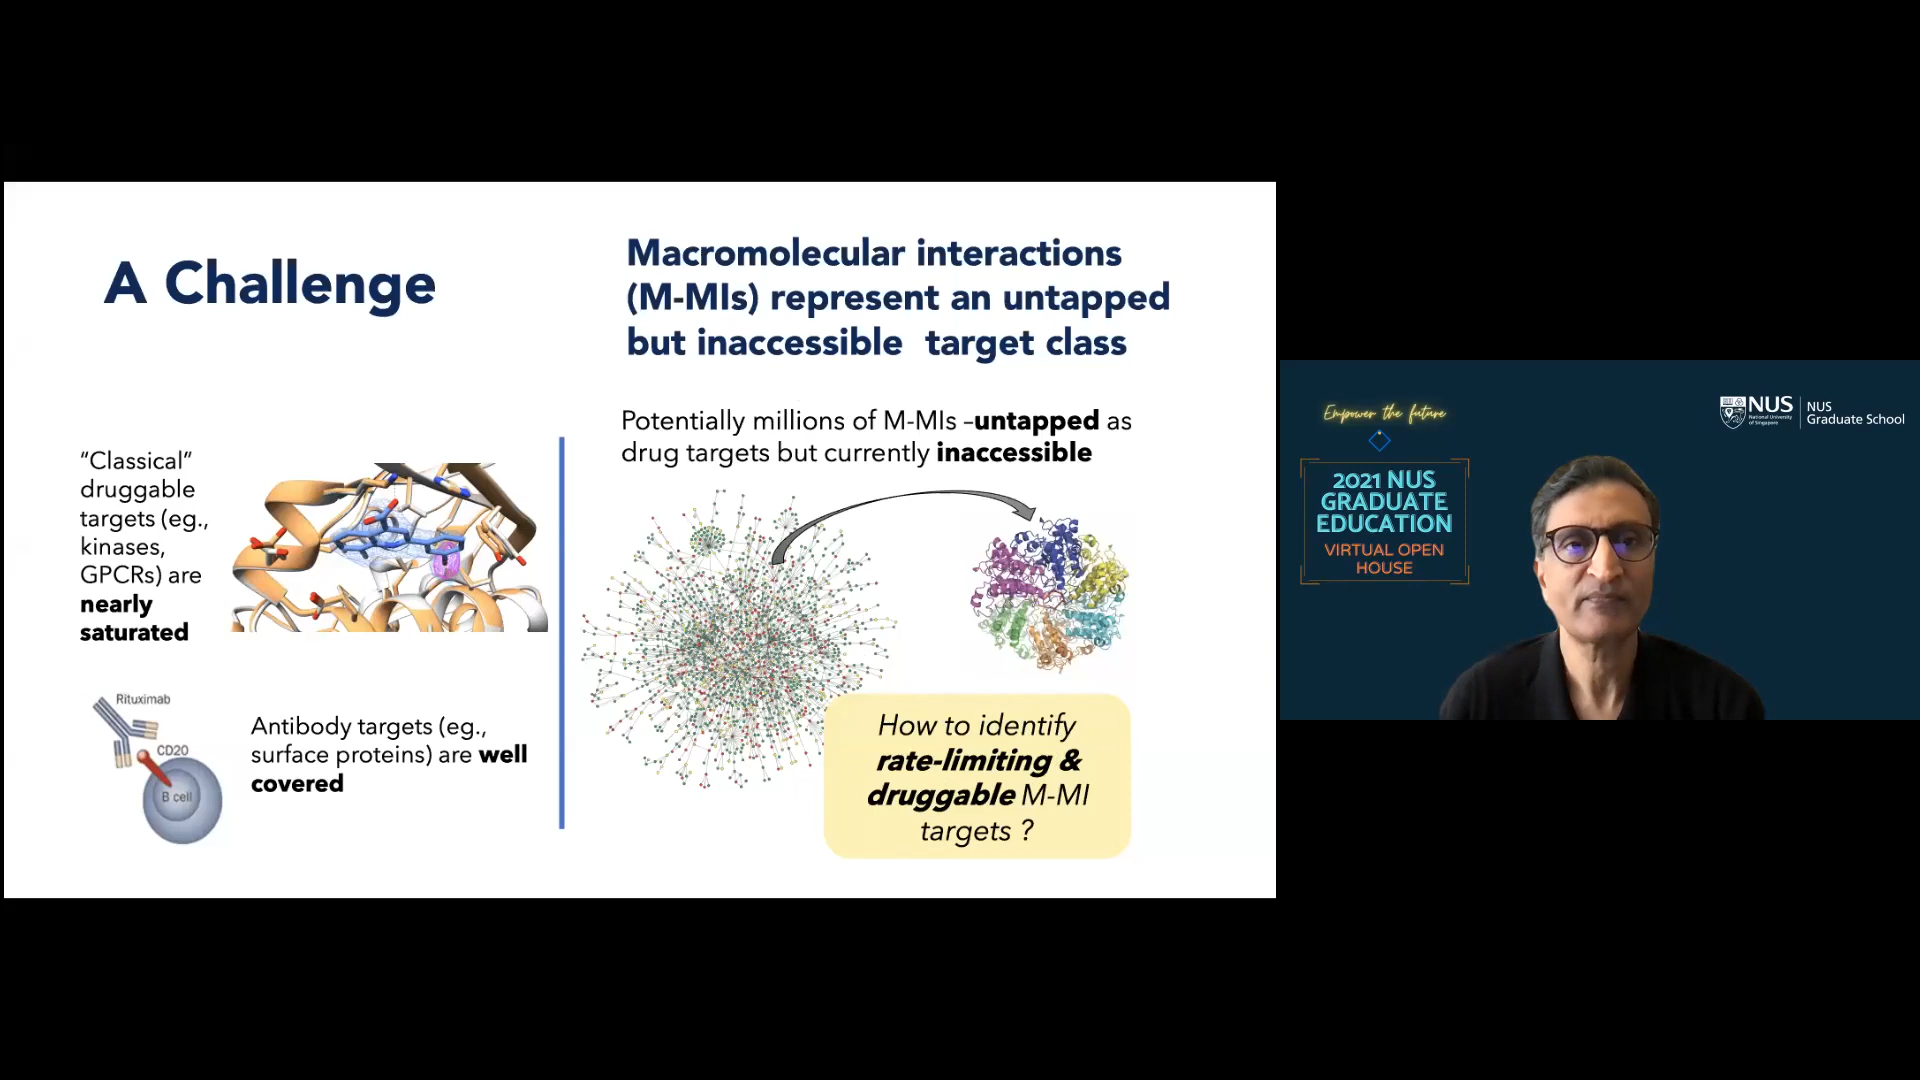 A Challenge
Macromolecular interactions
(M-MIs) represent an untapped
but inaccessible target class
"Classical"
druggable
targets (eg.,
kinases,
GPCRs) are
nearly
saturated
Rituximab
CD20
B cell
Antibody targets (eg.,
surface proteins) are well
covered
Potentially millions of M-MIs –untapped as
drug targets but currently inaccessible
How to identify
rate-limiting &
druggable M-MI
targets ?
Empower the future
2021 NUS
GRADUATE
EDUCATION
VIRTUAL OPEN
HOUSE
NUS
National University
of Singapore
NUS
Graduate School